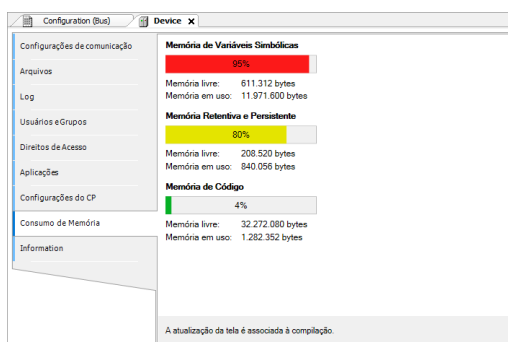 Configuration (Bus)
Device
Configurações de comunicação
Arquivos
Log
Usuários eGrupos
Direitos de Acesso
Aplicações
Configurações do CP
Consumo de Memória
Information
Memória de Variáveis Simbólicas
95%
Memória livre: 611.312 bytes
Memória em uso: 11.971.600 bytes
Memória Retentiva e Persistente
80%
Memória livre: 208.520 bytes
Memória em uso: 840.056 bytes
Memória de Código
4%
Memória livre: 32.272.080 bytes
Memória em uso: 1.282.352 bytes
A atualização da tela é associada à compilação.